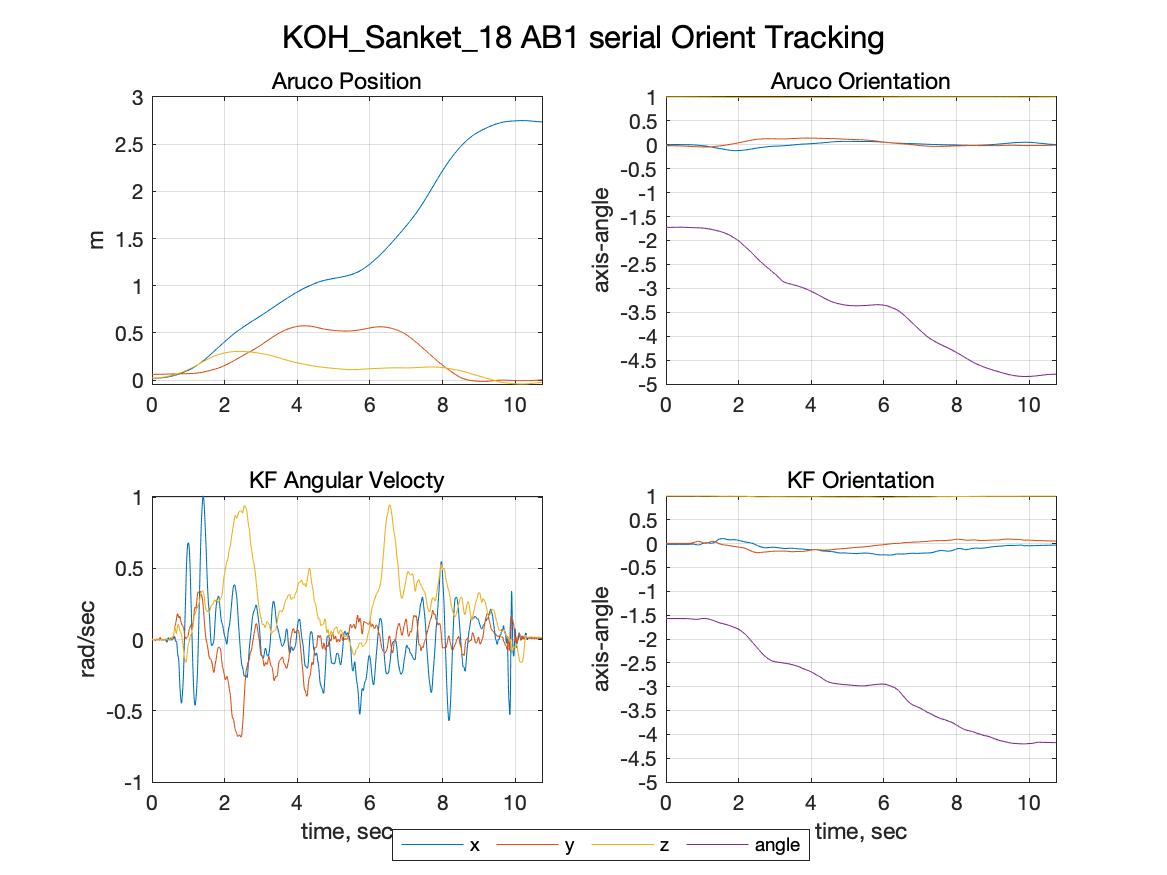 KOH_Sanket_18 AB1 serial Orient Tracking
Aruco Position
3
2.5
2
1.5
1
0.5
0
m
0 2 4 6 8 10
Aruco Orientation
1
0.5
0
-0.5
-1
-1.5
-2
-2.5
-3
-3.5
-4
-4.5
-5
axis-angle
0 2 4 6 8 10
KF Angular Velocty
1
0.5
0
-0.5
-1
rad/sec
0 2 4 6 8 10
time, sec
KF Orientation
1
0.5
0
-0.5
-1
-1.5
-2
-2.5
-3
-3.5
-4
-4.5
-5
axis-angle
0 2 4 6 8 10
time, sec
x y z angle